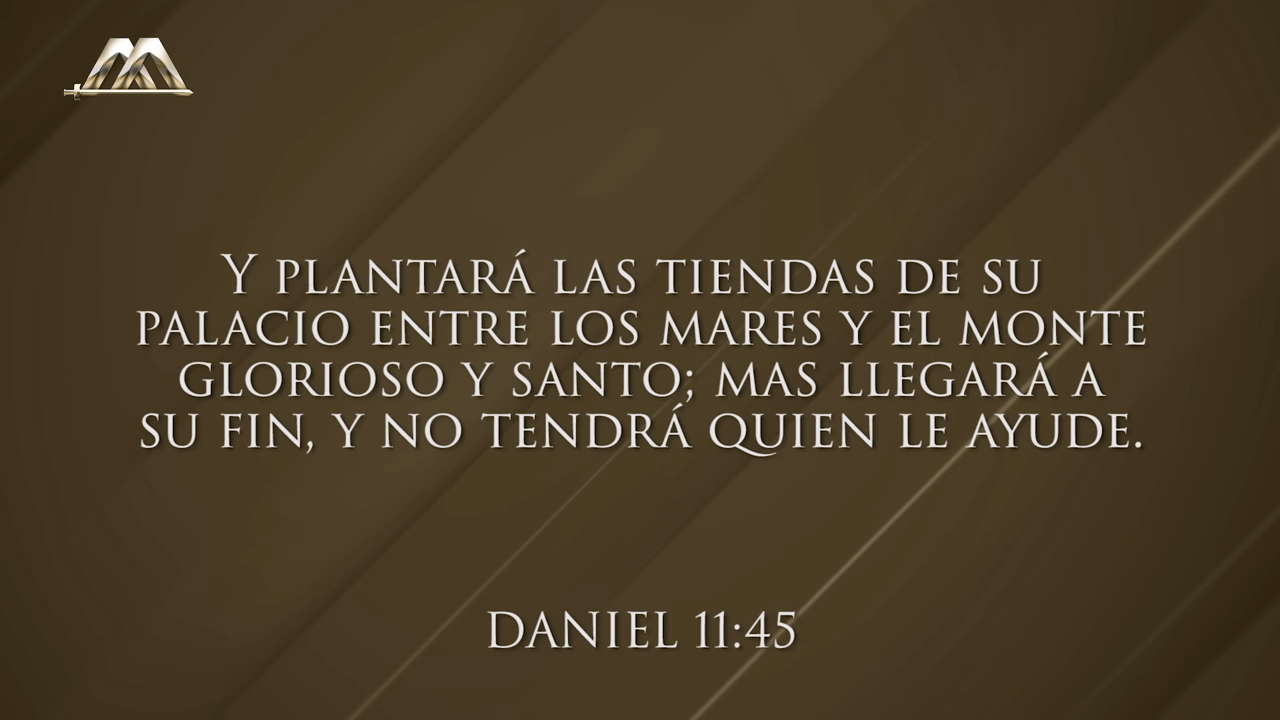 Y PLANTARÁ LAS TIENDAS DE SU
PALACIO ENTRE LOS MARES Y EL MONTE
GLORIOSO Y SANTO; MAS LLEGARÁ A
SU FIN, Y NO TENDRÁ QUIEN LE AYUDE.
DANIEL 11:45